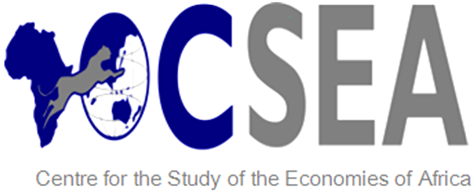 CSEA
Centre for the Study of the Economies of Africa